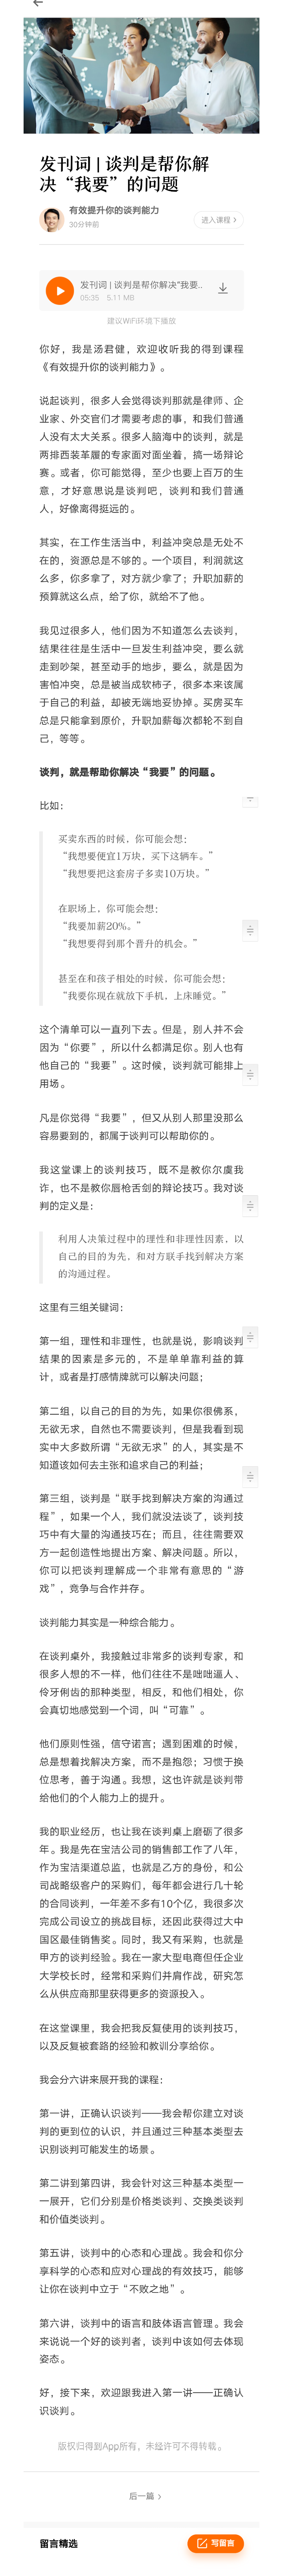 发刊词 | 谈判是帮你解
决“我要”的问题
有效提升你的谈判能力
30分钟前
进入课程 >
发刊词 | 谈判是帮你解决“我要..
05:35 5.11 MB
建议WiFi环境下播放
你好，我是汤君健，欢迎收听我的得到课程
《有效提升你的谈判能力》。
说起谈判，很多人会觉得谈判那就是律师、企
业家、外交官们才需要考虑的事，和我们普通
人没有太大关系。很多人脑海中的谈判，就是
两排西装革履的专家面对面坐着，搞一场辩论
赛。或者，你可能觉得，至少也要上百万的生
意，才好意思说是谈判吧，谈判和我们普通
人，好像离得挺远的。
其实，在工作生活当中，利益冲突总是无处不
在的，资源总是不够的。一个项目，利润就这
么多，你多拿了，对方就少拿了；升职加薪的
预算就这么点，给了你，就给不了他。
我见过很多人，他们因为不知道怎么去谈判，
结果往往是生活中一旦发生利益冲突，要么就
走到吵架，甚至动手的地步，要么，就是因为
害怕冲突，总是被当成软柿子，很多本来该属
于自己的利益，却被无端地妥协掉。买房买车
总是只能拿到原价，升职加薪每次都轮不到自
己，等等。
谈判，就是帮助你解决“我要”的问题。
比如：
买卖东西的时候，你可能会想：
“我想要便宜1万块，买下这辆车。”
“我想要把这套房子多卖10万块。”
在职场上，你可能会想：
“我要加薪20%。”
“我想要得到那个晋升的机会。”
甚至在和孩子相处的时候，你可能会想：
“我要你现在就放下手机，上床睡觉。”
这个清单可以一直列下去。但是，别人并不会
因为“你要”，所以什么都满足你。别人也有
他自己的“我要”。这时候，谈判就可能排上
用场。
凡是你觉得“我要”，但又从别人那里没那么
容易要到的，都属于谈判可以帮助你的。
我这堂课上的谈判技巧，既不是教你尔虞我
诈，也不是教你唇枪舌剑的辩论技巧。我对谈
判的定义是：
利用人决策过程中的理性和非理性因素，以
自己的目的为先，和对方联手找到解决方案
的沟通过程。
这里有三组关键词：
第一组，理性和非理性，也就是说，影响谈判
结果的因素是多元的，不是单单靠利益的算
计，或者是打感情牌就可以解决问题；
第二组，以自己的目的为先，如果你很佛系，
无欲无求，自然也不需要谈判，但是我看到现
实中大多数所谓“无欲无求”的人，其实是不
知道该如何去主张和追求自己的利益；
第三组，谈判是“联手找到解决方案的沟通过
程”，如果一个人，我们就没法谈了，谈判技
巧中有大量的沟通技巧在；而且，往往需要双
方一起创造性地提出方案、解决问题。所以，
你可以把谈判理解成一个非常有意思的“游
戏”，竞争与合作并存。
谈判能力其实是一种综合能力。
在谈判桌外，我接触过非常多的谈判专家，和
很多人想的不一样，他们往往不是咄咄逼人、
伶牙俐齿的那种类型，相反，和他们相处，你
会真切地感觉到一个词，叫“可靠”。
他们原则性强，信守诺言；遇到困难的时候，
总是想着找解决方案，而不是抱怨；习惯于换
位思考，善于沟通。我想，这也许就是谈判带
给他们的个人能力上的提升。
我的职业经历，也让我在谈判桌上磨砺了很多
年。我是先在宝洁公司的销售部工作了八年，
作为宝洁渠道总监，也就是乙方的身份，和公
司战略级客户的采购们，每年都会进行几十轮
的合同谈判，一年差不多有10个亿，我很多次
完成公司设立的挑战目标，还因此获得过大中
国区最佳销售奖。同时，我又有采购，也就是
甲方的谈判经验。我在一家大型电商但任企业
大学校长时，经常和采购们并肩作战，研究怎
么从供应商那里获得更多的资源投入。
在这堂课里，我会把我反复使用的谈判技巧，
以及反复被套路的经验和教训分享给你。
我会分六讲来展开我的课程：
第一讲，正确认识谈判——我会帮你建立对谈
判的更到位的认识，并且通过三种基本类型去
识别谈判可能发生的场景。
第二讲到第四讲，我会针对这三种基本类型一
一展开，它们分别是价格类谈判、交换类谈判
和价值类谈判。
第五讲，谈判中的心态和心理战。我会和你分
享科学的心态和应对心理战的有效技巧，能够
让你在谈判中立于“不败之地”。
第六讲，谈判中的语言和肢体语言管理。我会
来说说一个好的谈判者，谈判中该如何去体现
姿态。
好，接下来，欢迎跟我进入第一讲——正确认
识谈判。
版权归得到App所有，未经许可不得转载。
后一篇 >
留言精选
写留言